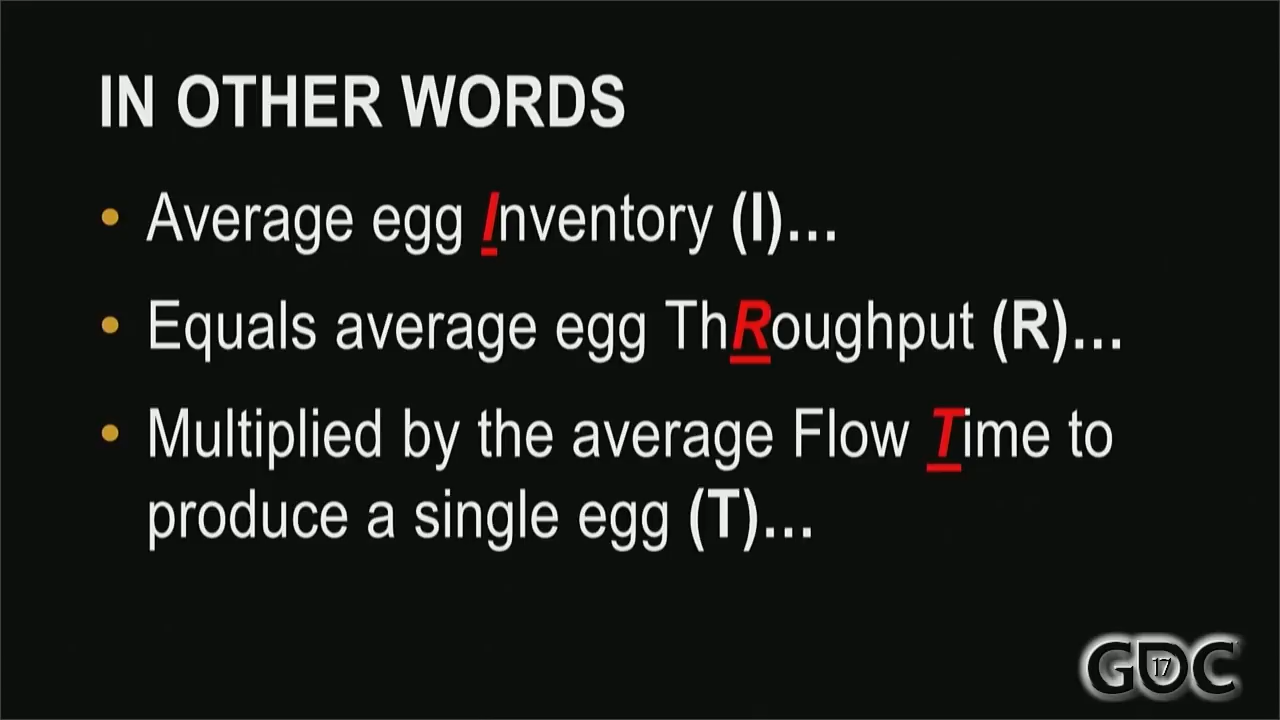 IN OTHER WORDS
• Average egg Inventory (I)...
• Equals average egg ThRoughput (R)...
• Multiplied by the average Flow Time to
produce a single egg (T)...
GDC
17